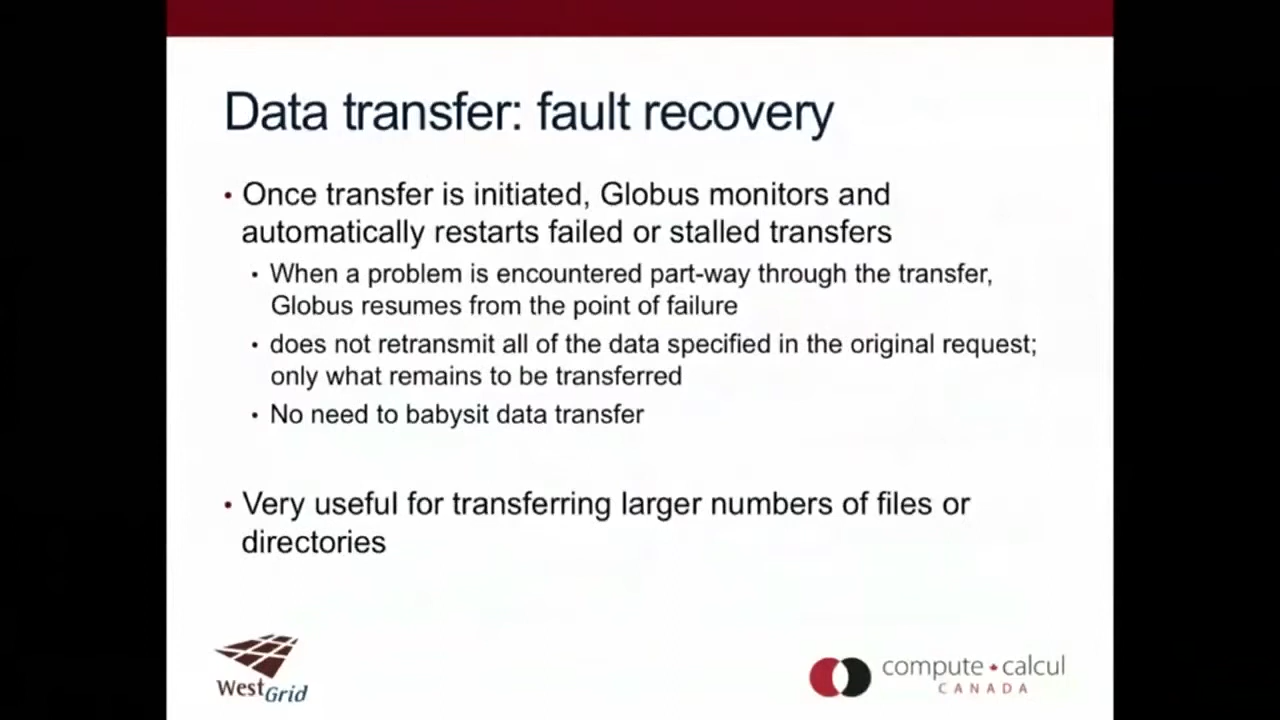 Data transfer: fault recovery
• Once transfer is initiated, Globus monitors and
automatically restarts failed or stalled transfers
• When a problem is encountered part-way through the transfer,
Globus resumes from the point of failure
• does not retransmit all of the data specified in the original request;
only what remains to be transferred
• No need to babysit data transfer
• Very useful for transferring larger numbers of files or
directories
WestGrid
compute • calcul
CANADA